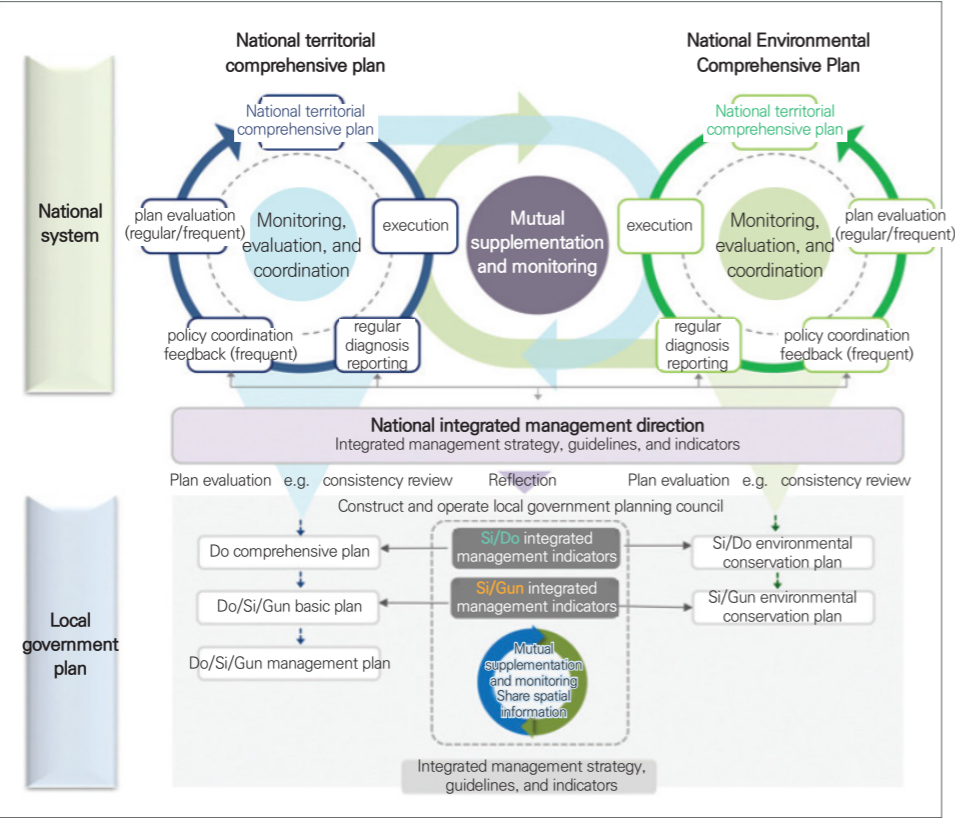 National territorial
comprehensive plan
National Environmental
Comprehensive Plan
National system
National territorial
comprehensive plan
plan evaluation
(regular/frequent)
Monitoring,
evaluation, and
coordination
execution
policy coordination
feedback (frequent)
regular
diagnosis
reporting
Mutual
supplementation
and monitoring
National territorial
comprehensive plan
execution
Monitoring,
evaluation, and
coordination
plan evaluation
(regular/frequent)
regular
diagnosis
reporting
policy coordination
feedback (frequent)
National integrated management direction
Integrated management strategy, guidelines, and indicators
Plan evaluation e.g. consistency review
Reflection
Plan evaluation e.g. consistency review
Local
government
plan
Construct and operate local government planning council
Do comprehensive plan
Si/Do integrated
management indicators
Si/Do environmental
conservation plan
Do/Si/Gun basic plan
Si/Gun integrated
management indicators
Si/Gun environmental
conservation plan
Do/Si/Gun management plan
Mutual
supplementation
and monitoring
Share spatial
information
Integrated management strategy,
guidelines, and indicators